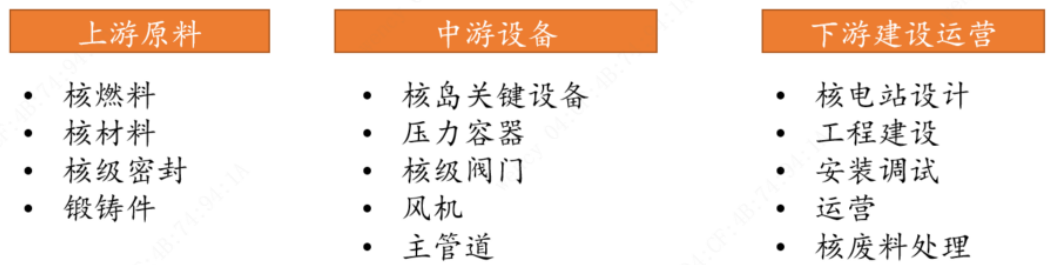 上游原料
核燃料
核材料
核级密封
锻铸件
中游设备
核岛关键设备
压力容器
核级阀门
风机
主管道
下游建设运营
核电站设计
工程建设
安装调试
运营
核废料处理